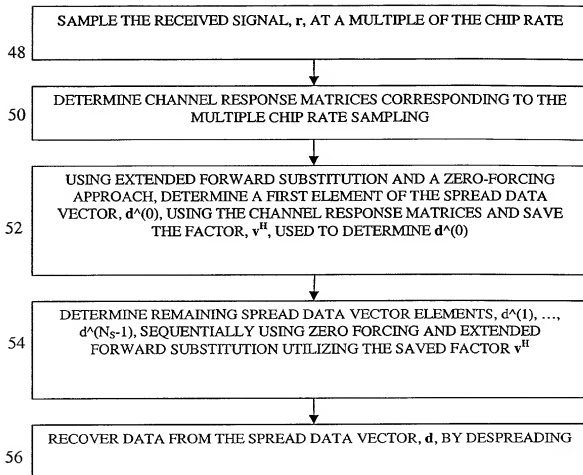 SAMPLE THE RECEIVED SIGNAL, r, AT A MULTIPLE OF THE CHIP RATE
48
DETERMINE CHANNEL RESPONSE MATRICES CORRESPONDING TO THE
MULTIPLE CHIP RATE SAMPLING
50
USING EXTENDED FORWARD SUBSTITUTION AND A ZERO-FORCING
APPROACH, DETERMINE A FIRST ELEMENT OF THE SPREAD DATA
VECTOR, d^(0), USING THE CHANNEL RESPONSE MATRICES AND SAVE
THE FACTOR, v^H, USED TO DETERMINE d^(0)
52
DETERMINE REMAINING SPREAD DATA VECTOR ELEMENTS, d^(1), ...,
d^(NS-1), SEQUENTIALLY USING ZERO FORCING AND EXTENDED
FORWARD SUBSTITUTION UTILIZING THE SAVED FACTOR v^H
54
RECOVER DATA FROM THE SPREAD DATA VECTOR, d, BY DESPREADING
56